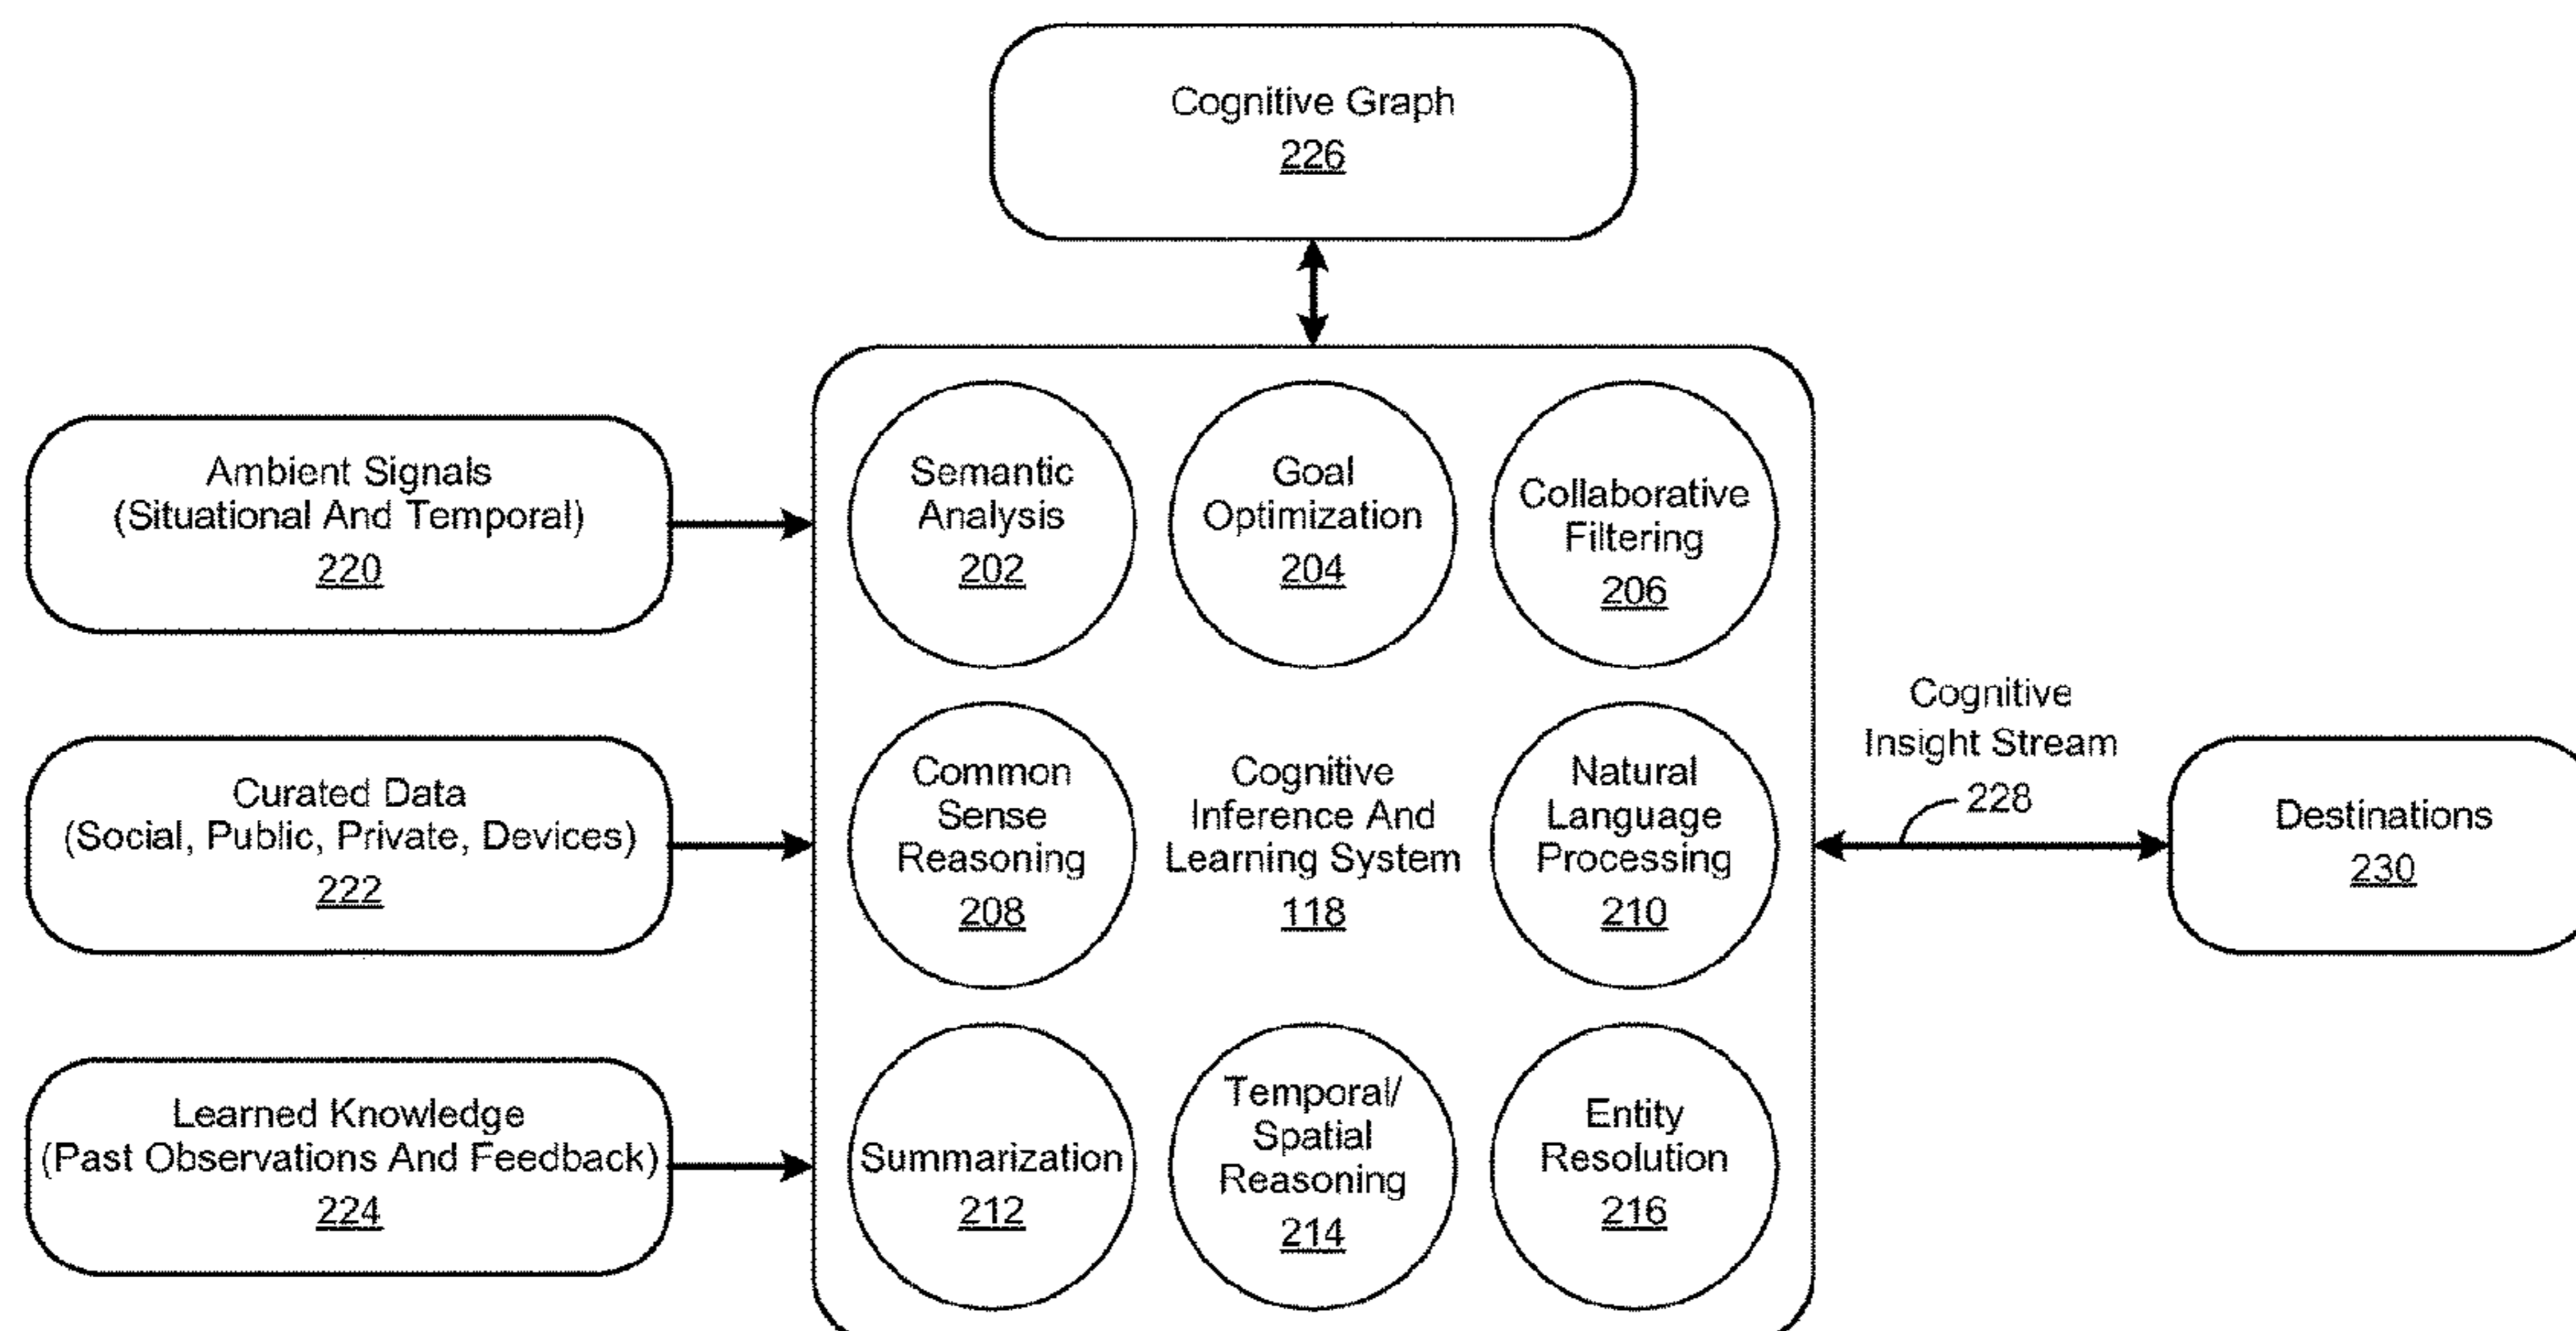 Cognitive Graph
226
Ambient Signals
(Situational And Temporal)
220
Semantic
Analysis
202
Goal
Optimization
204
Collaborative
Filtering
206
Curated Data
(Social, Public, Private, Devices)
222
Common
Sense
Reasoning
208
Cognitive
Inference And
Learning System
118
Natural
Language
Processing
210
Cognitive
Insight Stream
228
Destinations
230
Learned Knowledge
(Past Observations And Feedback)
224
Summarization
212
Temporal/
Spatial
Reasoning
214
Entity
Resolution
216